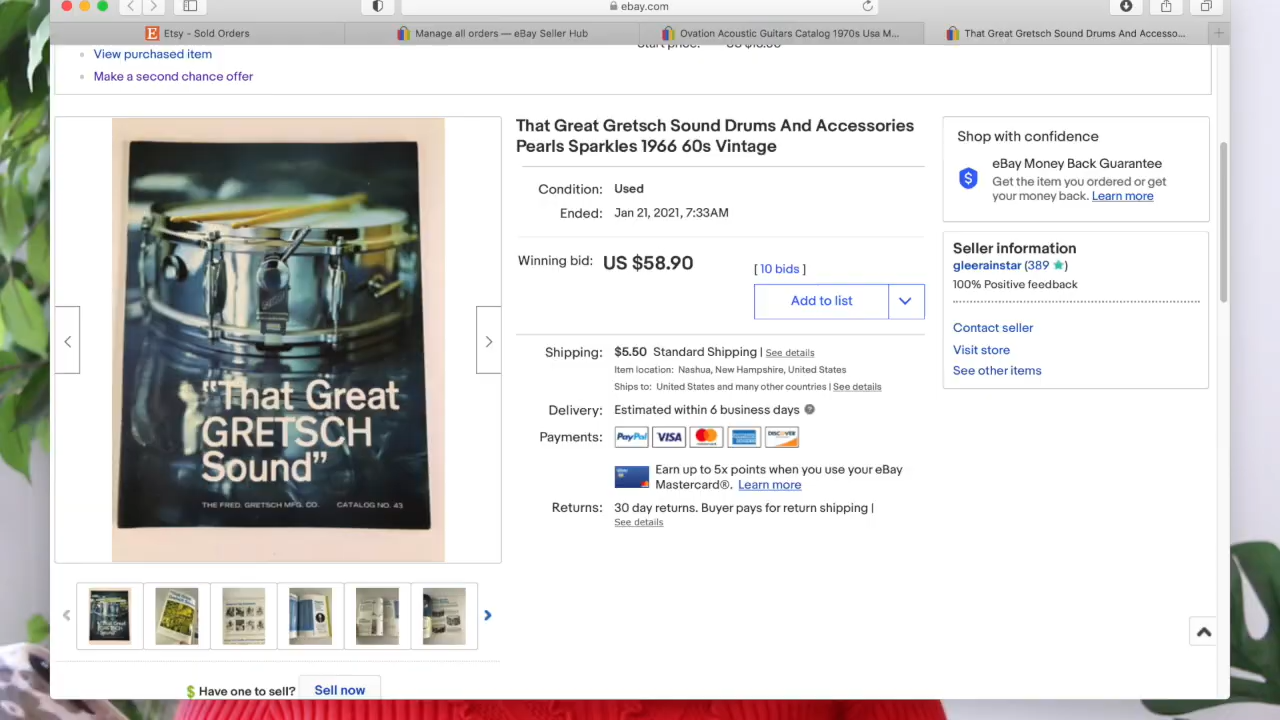 ebay.com
Etsy - Sold Orders
Manage all orders — eBay Seller Hub
Ovation Acoustic Guitars Catalog 1970s Usa M...
That Great Gretsch Sound Drums And Accesso...
View purchased item
Make a second chance offer
"That Great
GRETSCH
Sound"
THE FRED. GRETSCH MFG. CO. CATALOG NO. 43
That Great Gretsch Sound Drums And Accessories
Pearls Sparkles 1966 60s Vintage
Condition: Used
Ended: Jan 21, 2021, 7:33AM
Winning bid: US $58.90
[ 10 bids ]
Add to list
Shipping: $5.50 Standard Shipping | See details
Item location: Nashua, New Hampshire, United States
Ships to: United States and many other countries | See details
Delivery: Estimated within 6 business days
Payments: PayPal VISA mastercard DISCOVER
Earn up to 5x points when you use your eBay
Mastercard®. Learn more
Returns: 30 day returns. Buyer pays for return shipping |
See details
Shop with confidence
eBay Money Back Guarantee
Get the item you ordered or get
your money back. Learn more
Seller information
gleerainstar (389 )
100% Positive feedback
Contact seller
Visit store
See other items
$ Have one to sell? Sell now